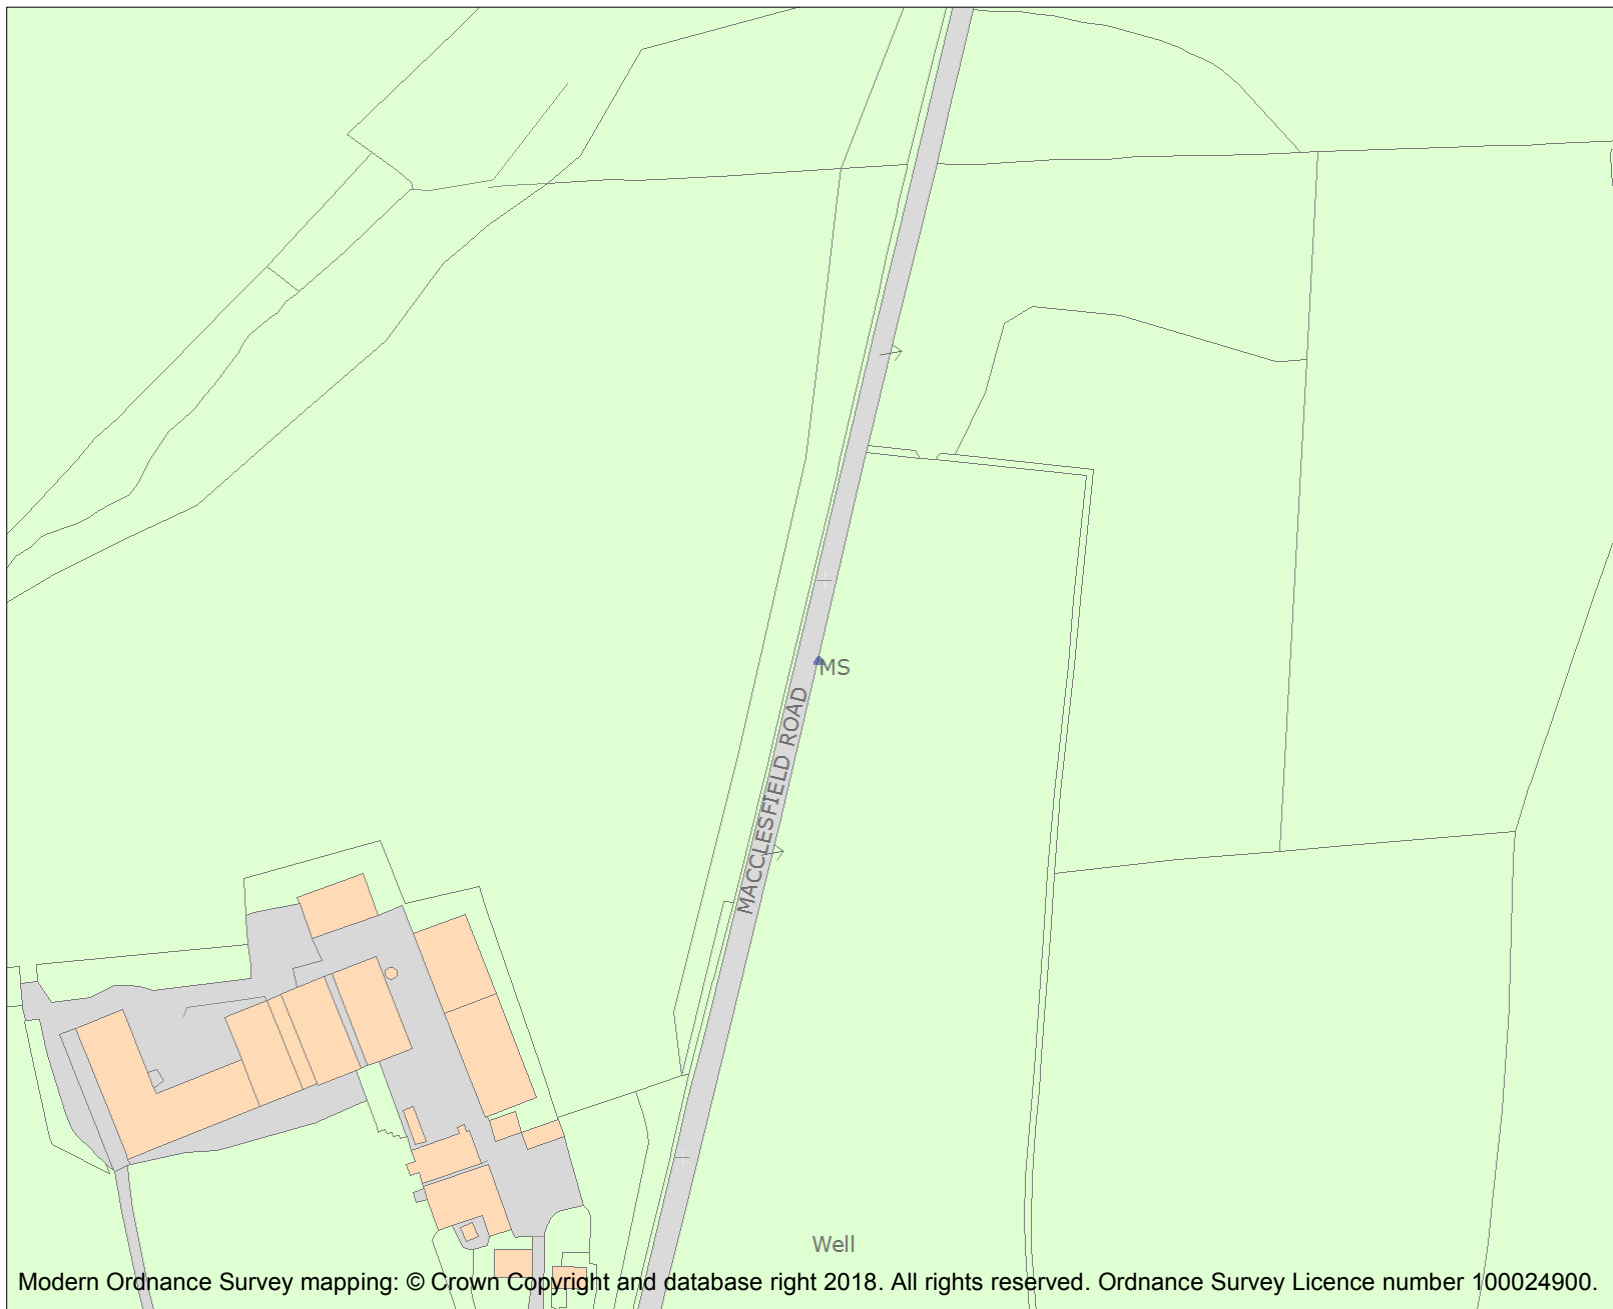 MS
MACCLESFIELD ROAD
Well
Modern Ordnance Survey mapping: © Crown Copyright and database right 2018. All rights reserved. Ordnance Survey Licence number 100024900.